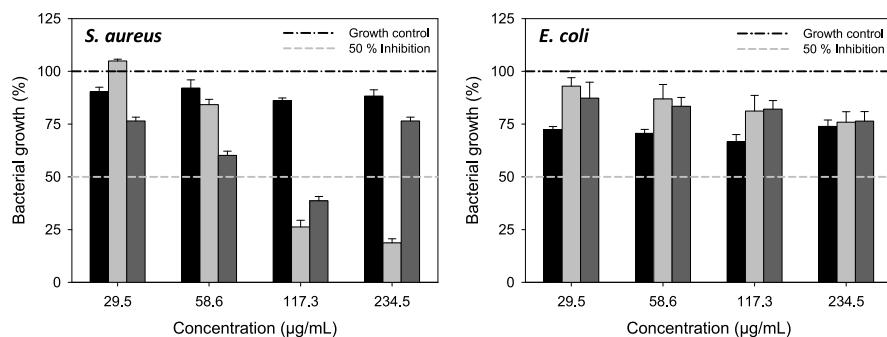 S. aureus
Growth control
50 % Inhibition
125
100
75
50
25
0
Bacterial growth (%)
29.5 58.6 117.3 234.5
Concentration (µg/mL)
E. coli
Growth control
50 % Inhibition
125
100
75
50
25
0
Bacterial growth (%)
29.5 58.6 117.3 234.5
Concentration (µg/mL)